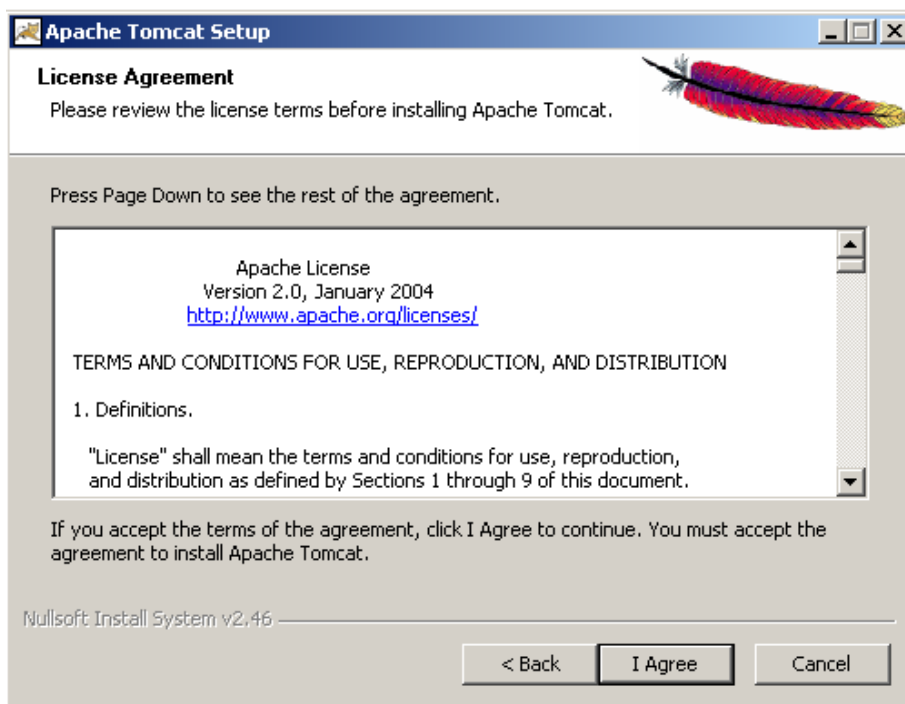 Apache Tomcat Setup
License Agreement
Please review the license terms before installing Apache Tomcat.
Press Page Down to see the rest of the agreement.
Apache License
Version 2.0, January 2004
http://www.apache.org/licenses/
TERMS AND CONDITIONS FOR USE, REPRODUCTION, AND DISTRIBUTION
1. Definitions.
"License" shall mean the terms and conditions for use, reproduction,
and distribution as defined by Sections 1 through 9 of this document.
If you accept the terms of the agreement, click I Agree to continue. You must accept the
agreement to install Apache Tomcat.
Nullsoft Install System v2.46
< Back
I Agree
Cancel